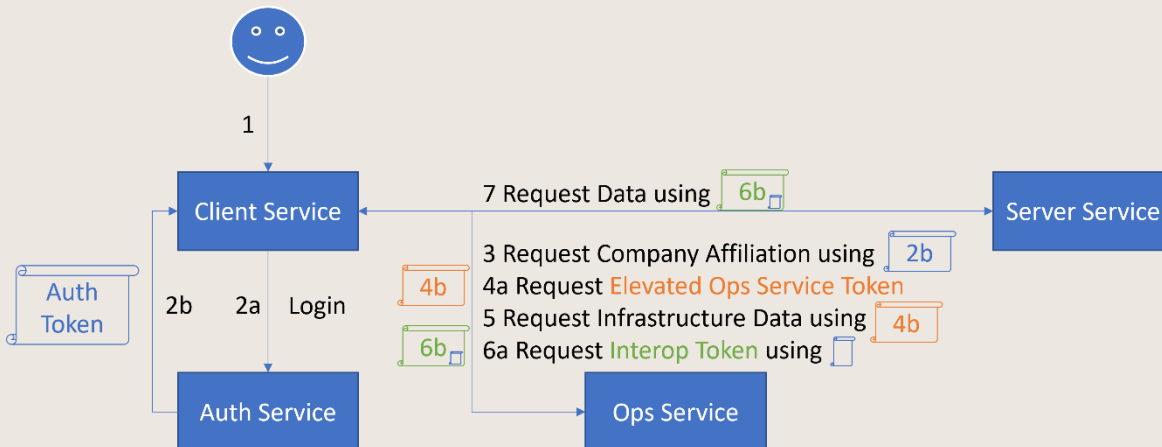 1
7 Request Data using 6b
Client Service
Server Service
3 Request Company Affiliation using 2b
4b
4a Request Elevated Ops Service Token
Auth
Token
2b
2a
Login
5 Request Infrastructure Data using 4b
6b
6a Request Interop Token using
Auth Service
Ops Service